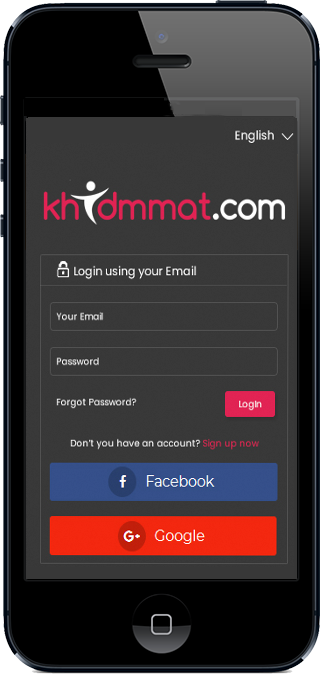 English
khidmmat.com
Login using your Email
Your Email
Password
Forgot Password?
LogIn
Don't you have an account? Sign up now
f Facebook
G+ Google